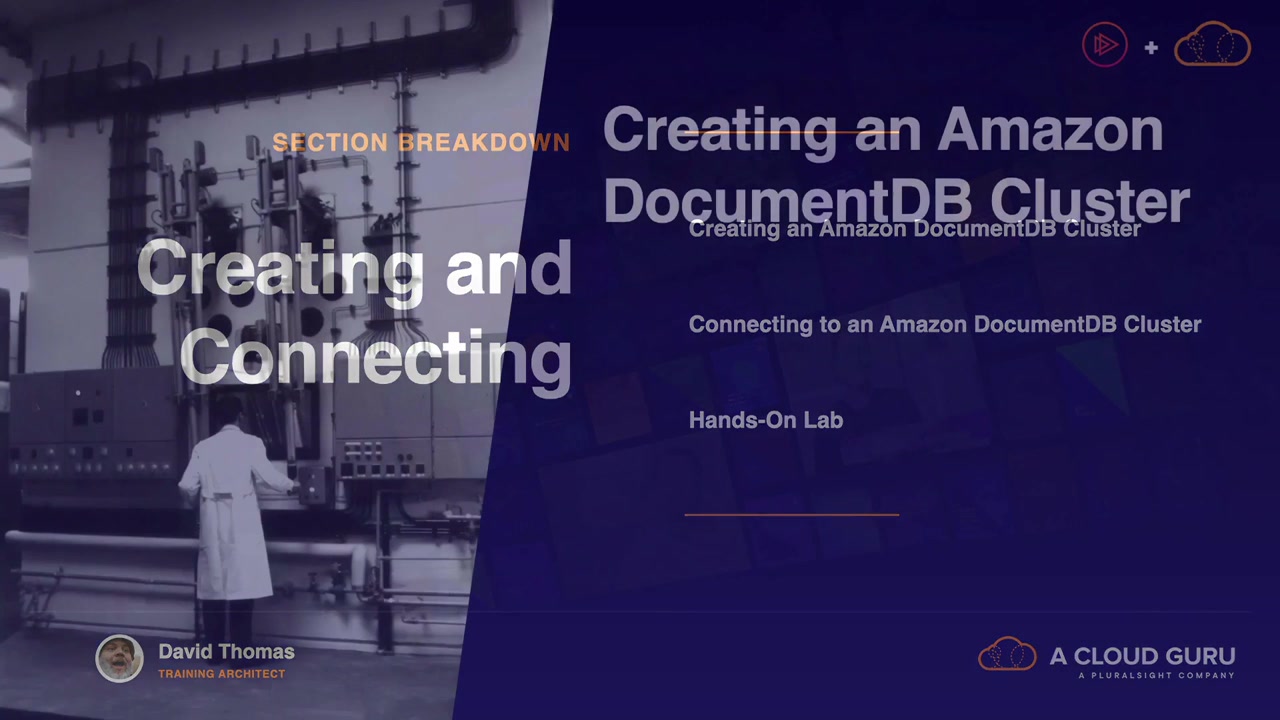 SECTION BREAKDOWN
Creating and
Connecting
Creating an Amazon
DocumentDB Cluster
Creating an Amazon DocumentDB Cluster
Connecting to an Amazon DocumentDB Cluster
Hands-On Lab
David Thomas
TRAINING ARCHITECT
A CLOUD GURU
A PLURALSIGHT COMPANY